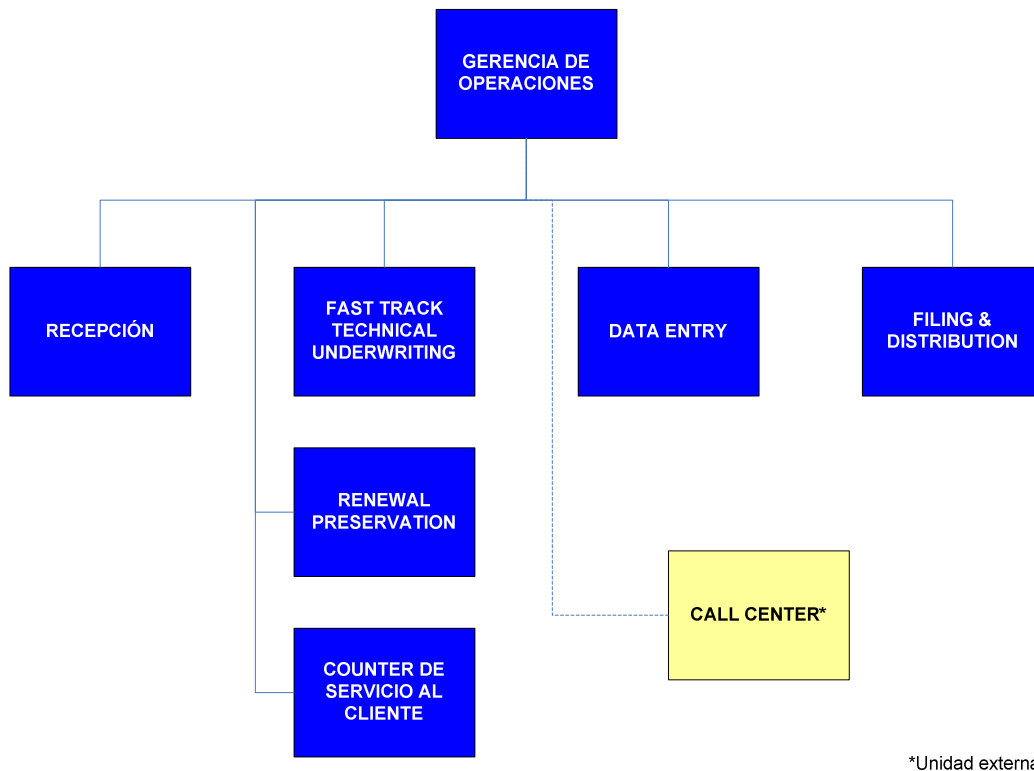 GERENCIA DE
OPERACIONES
RECEPCIÓN
FAST TRACK
TECHNICAL
UNDERWRITING
DATA ENTRY
FILING &
DISTRIBUTION
RENEWAL
PRESERVATION
CALL CENTER*
COUNTER DE
SERVICIO AL
CLIENTE
*Unidad externa